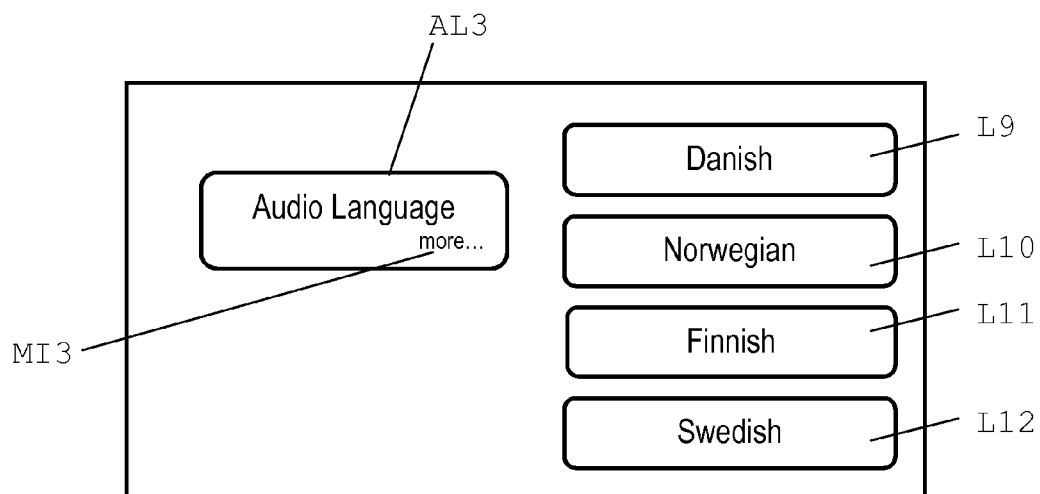 AL3
L9
Danish
Audio Language
more...
Norwegian
L10
L11
Finnish
MI3
Swedish
L12